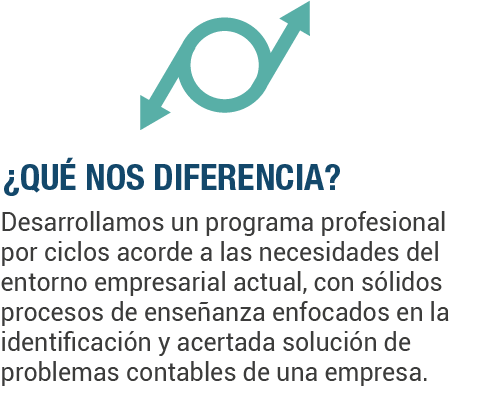 ¿QUÉ NOS DIFERENCIA?
Desarrollamos un programa profesional
por ciclos acorde a las necesidades del
entorno empresarial actual, con sólidos
procesos de enseñanza enfocados en la
identificación y acertada solución de
problemas contables de una empresa.